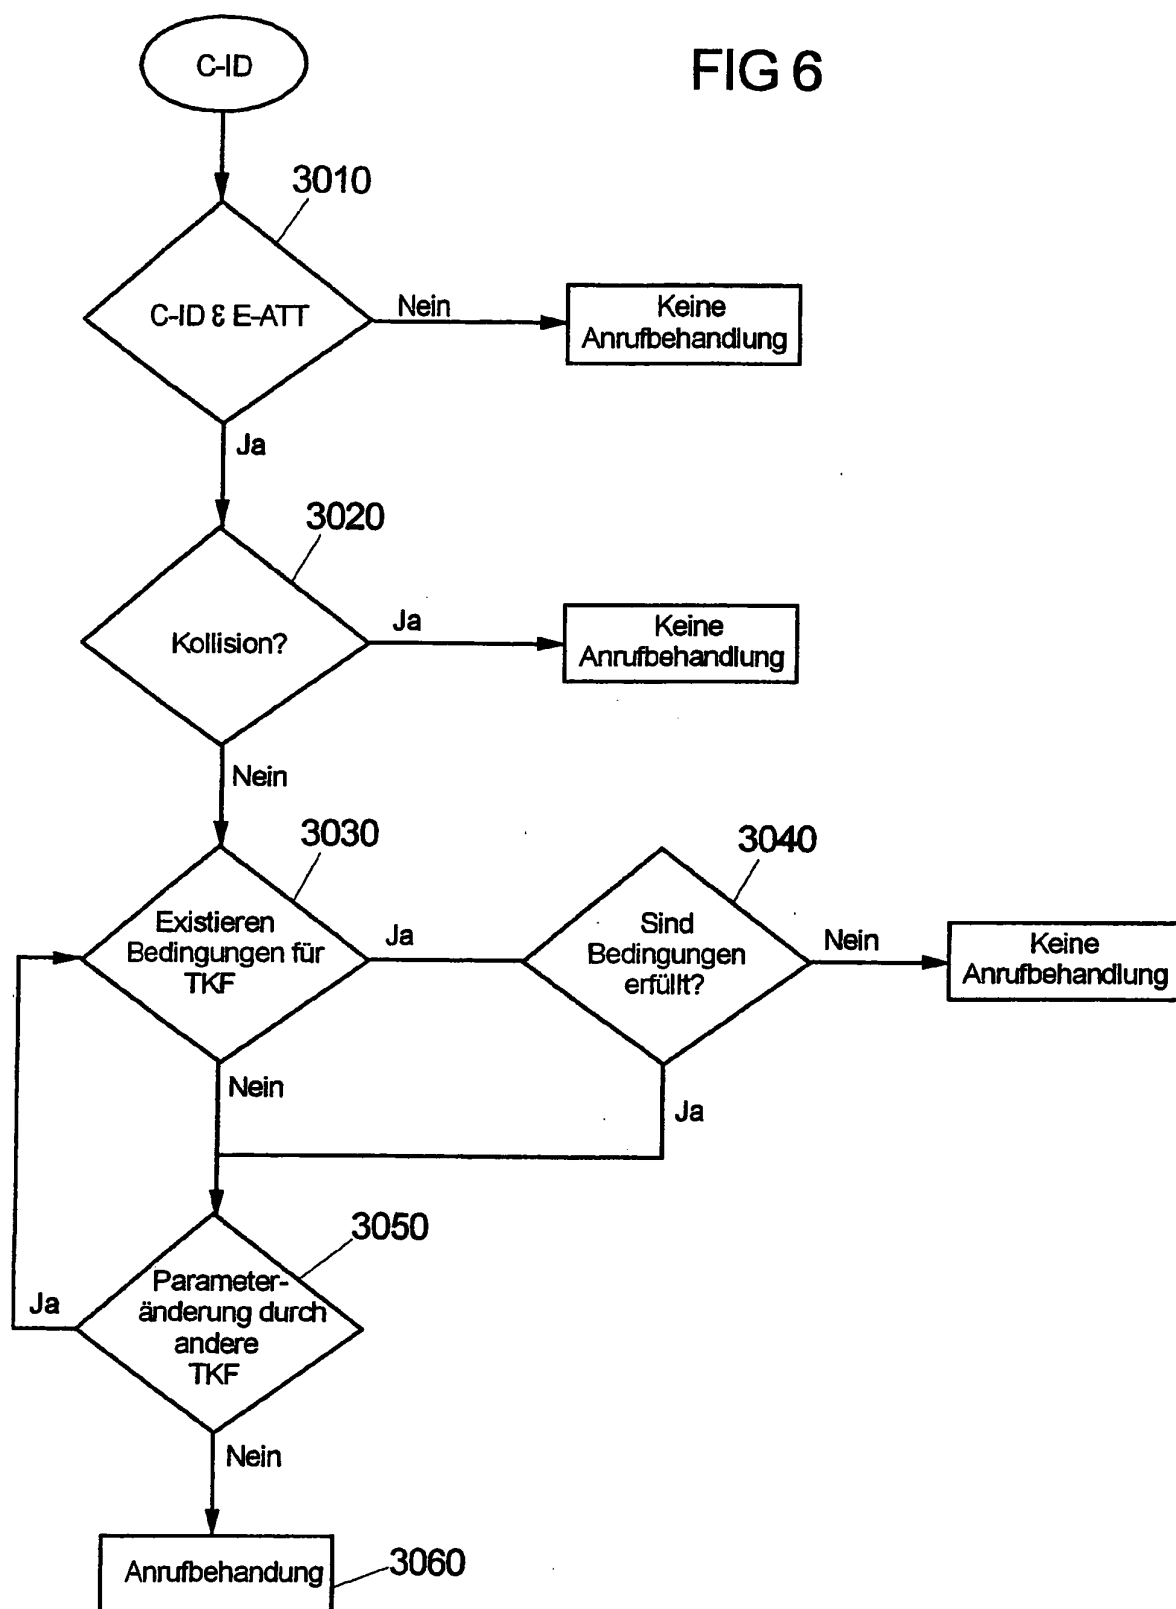 FIG 6
C-ID
3010
C-ID & E-ATT
Nein
Keine
Anrufbehandlung
Ja
3020
Kollision?
Ja
Keine
Anrufbehandlung
Nein
3030
Existieren
Bedingungen für
TKF
Ja
3040
Sind
Bedingungen
erfüllt?
Nein
Keine
Anrufbehandlung
Nein
Ja
3050
Parameter-
änderung durch
andere
TKF
Ja
Nein
Anrufbehandung
3060